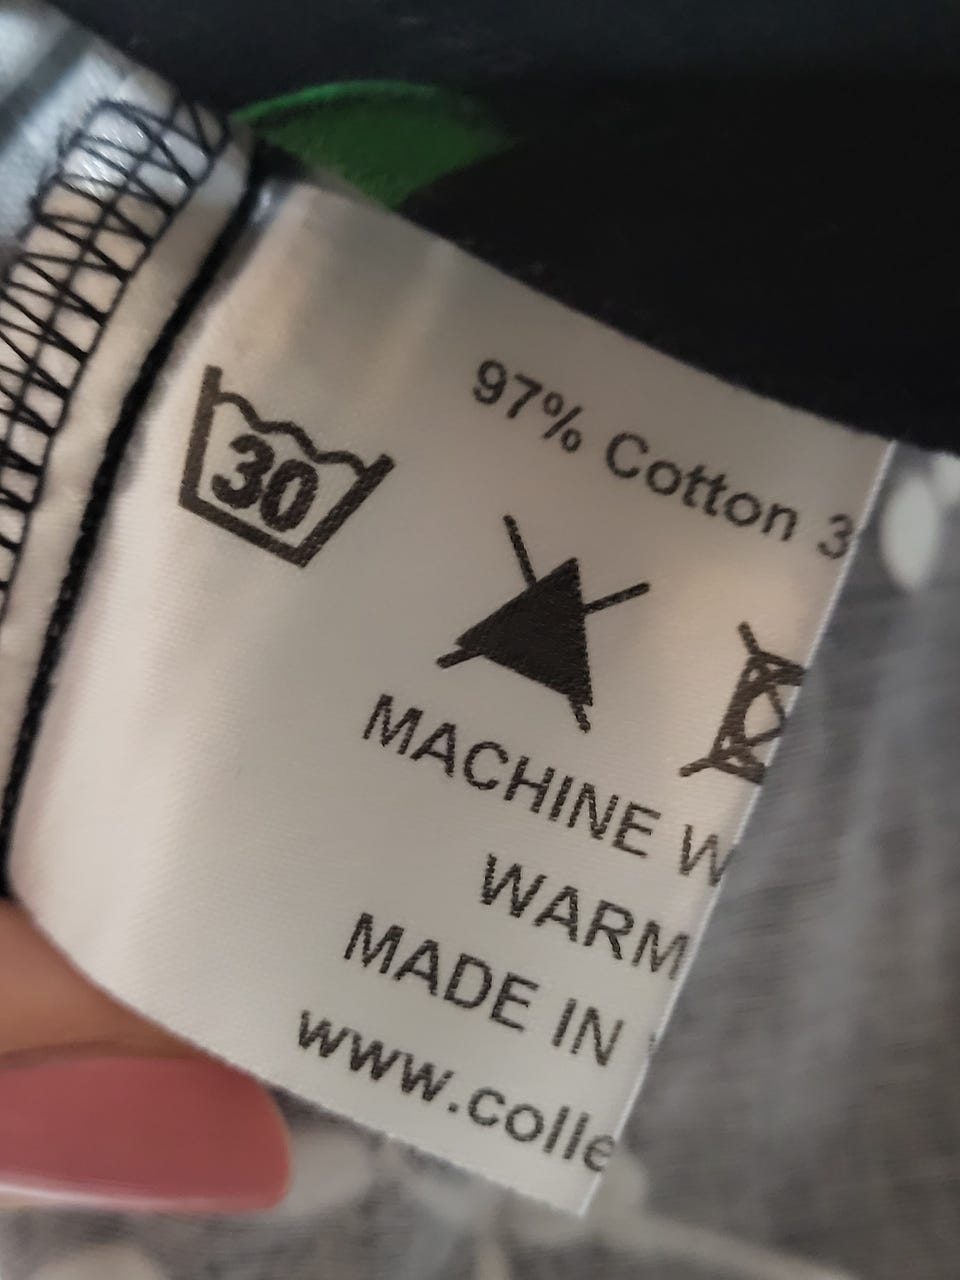 97% Cotton 3
30
MACHINE W
WARM
MADE IN
www.colle